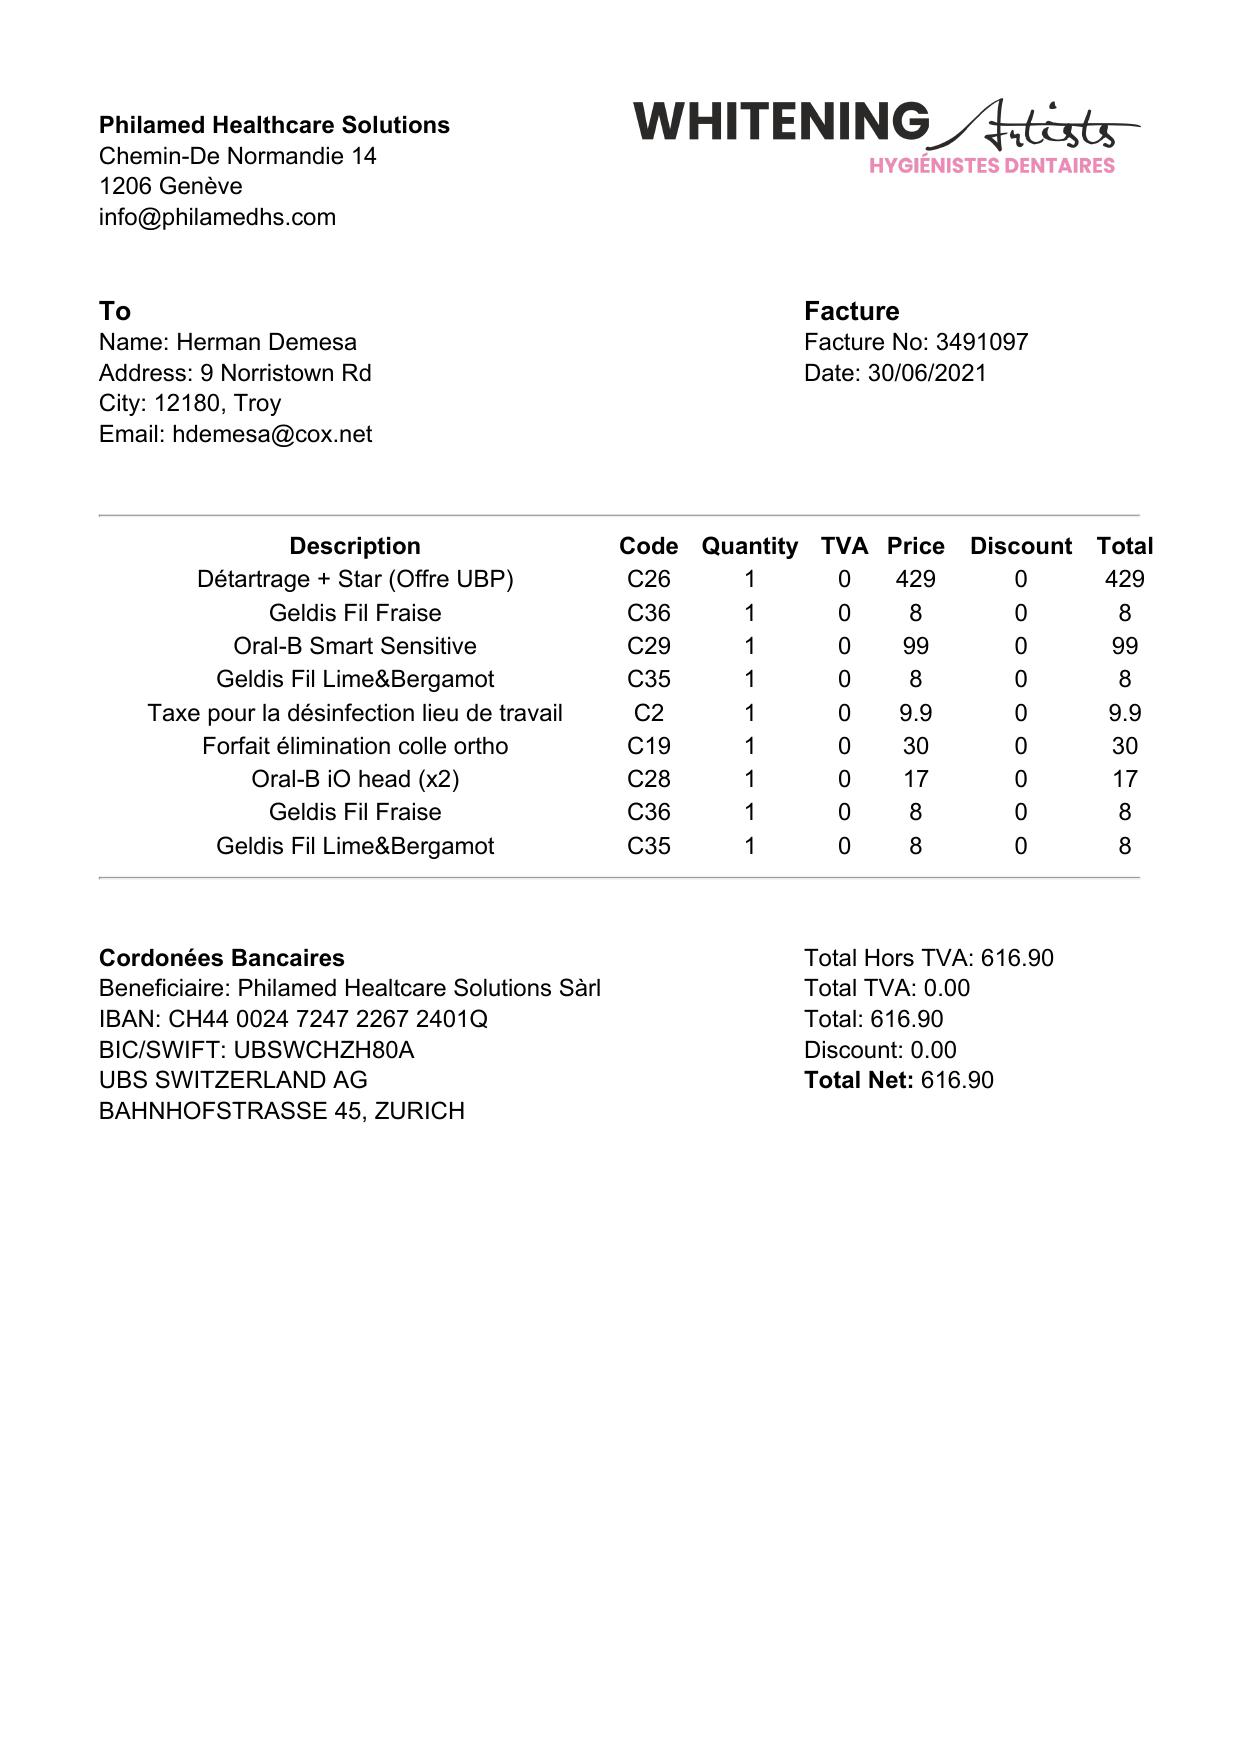 Philamed Healthcare Solutions
Chemin-De Normandie 14
1206 Genève
info@philamedhs.com
WHITENING Artists
HYGIÉNISTES DENTAIRES
To
Name: Herman Demesa
Address: 9 Norristown Rd
City: 12180, Troy
Email: hdemesa@cox.net
Facture
Facture No: 3491097
Date: 30/06/2021
Description Code Quantity TVA Price Discount Total
Détartrage + Star (Offre UBP) C26 1 0 429 0 429
Geldis Fil Fraise C36 1 0 8 0 8
Oral-B Smart Sensitive C29 1 0 99 0 99
Geldis Fil Lime&Bergamot C35 1 0 8 0 8
Taxe pour la désinfection lieu de travail C2 1 0 9.9 0 9.9
Forfait élimination colle ortho C19 1 0 30 0 30
Oral-B iO head (x2) C28 1 0 17 0 17
Geldis Fil Fraise C36 1 0 8 0 8
Geldis Fil Lime&Bergamot C35 1 0 8 0 8
Cordonées Bancaires
Beneficiaire: Philamed Healtcare Solutions Sàrl
IBAN: CH44 0024 7247 2267 2401Q
BIC/SWIFT: UBSWCHZH80A
UBS SWITZERLAND AG
BAHNHOFSTRASSE 45, ZURICH
Total Hors TVA: 616.90
Total TVA: 0.00
Total: 616.90
Discount: 0.00
Total Net: 616.90